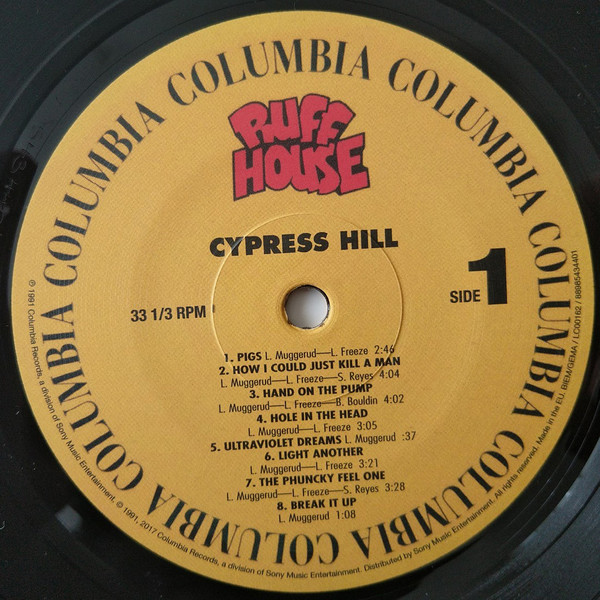 COLUMBIA COLUMBIA COLUMBIA COLUMBIA COLUMBIA COLUMBIA COLUMBIA
RUFF
HOUSE
CYPRESS HILL
33 1/3 RPM
SIDE 1
1. PIGS L. Muggerud—L. Freeze 2:46
2. HOW I COULD JUST KILL A MAN
L. Muggerud—L. Freeze—S. Reyes 4:04
3. HAND ON THE PUMP
L. Muggerud—L. Freeze—B. Bouldin 4:02
4. HOLE IN THE HEAD
L. Muggerud—L. Freeze 3:05
5. ULTRAVIOLET DREAMS L. Muggerud :37
6. LIGHT ANOTHER
L. Muggerud—L. Freeze 3:21
7. THE PHUNCKY FEEL ONE
L. Muggerud—L. Freeze—S. Reyes 3:28
8. BREAK IT UP
L. Muggerud 1:08
℗ 1991 Columbia Records, a division of Sony Music Entertainment. © 1991, 2017 Columbia Records, a division of Sony Music Entertainment. Distributed by Sony Music Entertainment. All rights reserved. Made in the EU. BIEM/GEMA / LC00162 / 88985434401